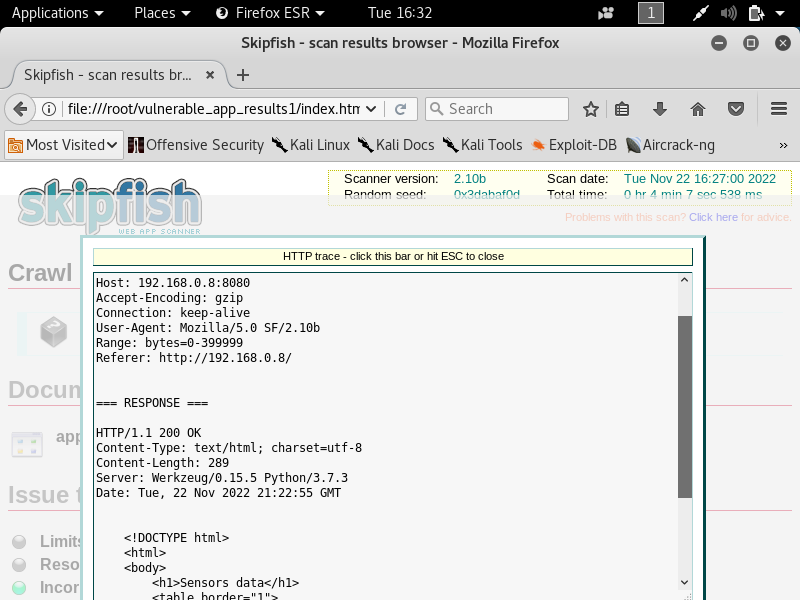 Applications Places Firefox ESR Tue 16:32 1
Skipfish - scan results browser - Mozilla Firefox
Skipfish - scan results br...
file:///root/vulnerable_app_results1/index.htm Search
Most Visited Offensive Security Kali Linux Kali Docs Kali Tools Exploit-DB Aircrack-ng »
Scanner version: 2.10b Scan date: Tue Nov 22 16:27:00 2022
Random seed: 0x3dabaf0d Total time: 0 hr 4 min 7 sec 538 ms
skipfish
WEB APP SCANNER
Problems with this scan? Click here for advice.
HTTP trace - click this bar or hit ESC to close
Crawl
Host: 192.168.0.8:8080
Accept-Encoding: gzip
Connection: keep-alive
User-Agent: Mozilla/5.0 SF/2.10b
Range: bytes=0-399999
Referer: http://192.168.0.8/
Docum
=== RESPONSE ===
app
HTTP/1.1 200 OK
Content-Type: text/html; charset=utf-8
Content-Length: 289
Server: Werkzeug/0.15.5 Python/3.7.3
Date: Tue, 22 Nov 2022 21:22:55 GMT
Issue t
<!DOCTYPE html>
Limits
<html>
Reso
<body>
<h1>Sensors data</h1>
Incor
<table border="1">